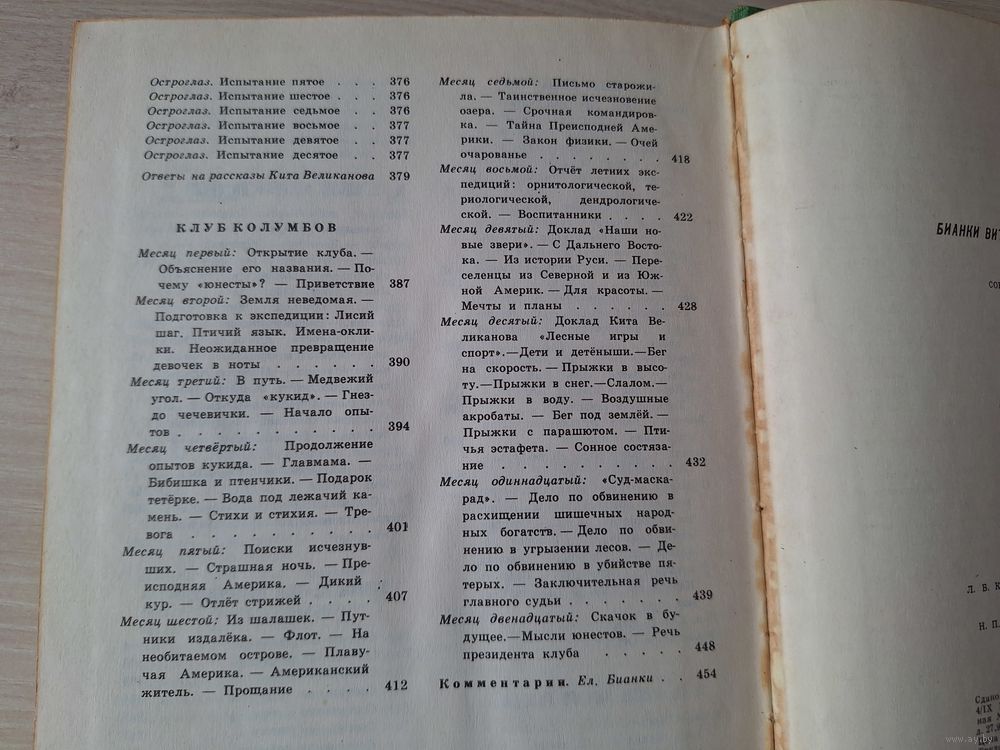 Остроглаз. Испытание пятое . . . 376
Остроглаз. Испытание шестое . . . 376
Остроглаз. Испытание седьмое . . 376
Остроглаз. Испытание восьмое . . 377
Остроглаз. Испытание девятое . . 377
Остроглаз. Испытание десятое . . 377
Ответы на рассказы Кита Великанова 379
КЛУБ КОЛУМБОВ
Месяц первый: Открытие клуба. —
Объяснение его названия. — По-
чему «юнесты»? — Приветствие 387
Месяц второй: Земля неведомая. —
Подготовка к экспедиции: Лисий
шаг. Птичий язык. Имена-окли-
ки. Неожиданное превращение
девочек в ноты . . . . . . 390
Месяц третий: В путь. — Медвежий
угол. — Откуда «кукид». — Гнез-
до чечевички. — Начало опы-
тов . . . . . . . . . . . 394
Месяц четвёртый: Продолжение
опытов кукида. — Главмама. —
Бибишка и птенчики. — Подарок
тетёрке. — Вода под лежачий ка-
мень. — Стихи и стихия. — Тре-
вога . . . . . . . . . . 401
Месяц пятый: Поиски исчезнув-
ших. — Страшная ночь. — Пре-
исподняя Америка. — Дикий
кур. — Отлёт стрижей . . . . 407
Месяц шестой: Из шалашек. — Пут-
ники издалёка. — Флот. — На
необитаемом острове. — Плаву-
чая Америка. — Американский
житель. — Прощание . . . . 412
Месяц седьмой: Письмо старожи-
ла. — Таинственное исчезновение
озера. — Срочная командиров-
ка. — Тайна Преисподней Аме-
рики. — Закон физики. — Очей
очарованье . . . . . . . . 418
Месяц восьмой: Отчёт летних экс-
педиций: орнитологической, те-
риологической, дендрологиче-
ской. — Воспитанники . . . . 422
Месяц девятый: Доклад «Наши но-
вые звери». — С Дальнего Восто-
ка. — Из истории Руси. — Пере-
селенцы из Северной и из Юж-
ной Америк. — Для красоты. —
Мечты и планы . . . . . . 428
Месяц десятый: Доклад Кита Ве-
ликанова «Лесные игры и
спорт».—Дети и детёныши.—Бег
на скорость. — Прыжки в высо-
ту.—Прыжки в снег.—Слалом.—
Прыжки в воду. — Воздушные
акробаты. — Бег под землёй. —
Прыжки с парашютом. — Пти-
чья эстафета. — Сонное состяза-
ние . . . . . . . . . . 432
Месяц одиннадцатый: «Суд-маска-
рад». — Дело по обвинению в
расхищении шишечных народ-
ных богатств. — Дело по обви-
нению в угрызении лесов. — Де-
ло по обвинению в убийстве пя-
терых. — Заключительная речь
главного судьи . . . . . . . 439
Месяц двенадцатый: Скачок в бу-
дущее.—Мысли юнестов. — Речь
президента клуба . . . . . 448
Комментарии. Ел. Бианки . . 454
БИАНКИ ВИТ
СО
Л. Б. К
Н. П.
Сдано
4/IX
ная
www.ay.by